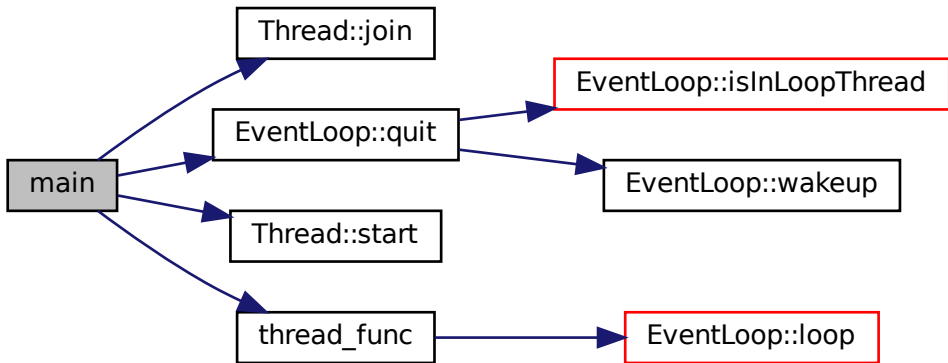 Thread::join
EventLoop::isInLoopThread
EventLoop::quit
main
EventLoop::wakeup
Thread::start
thread_func
EventLoop::loop